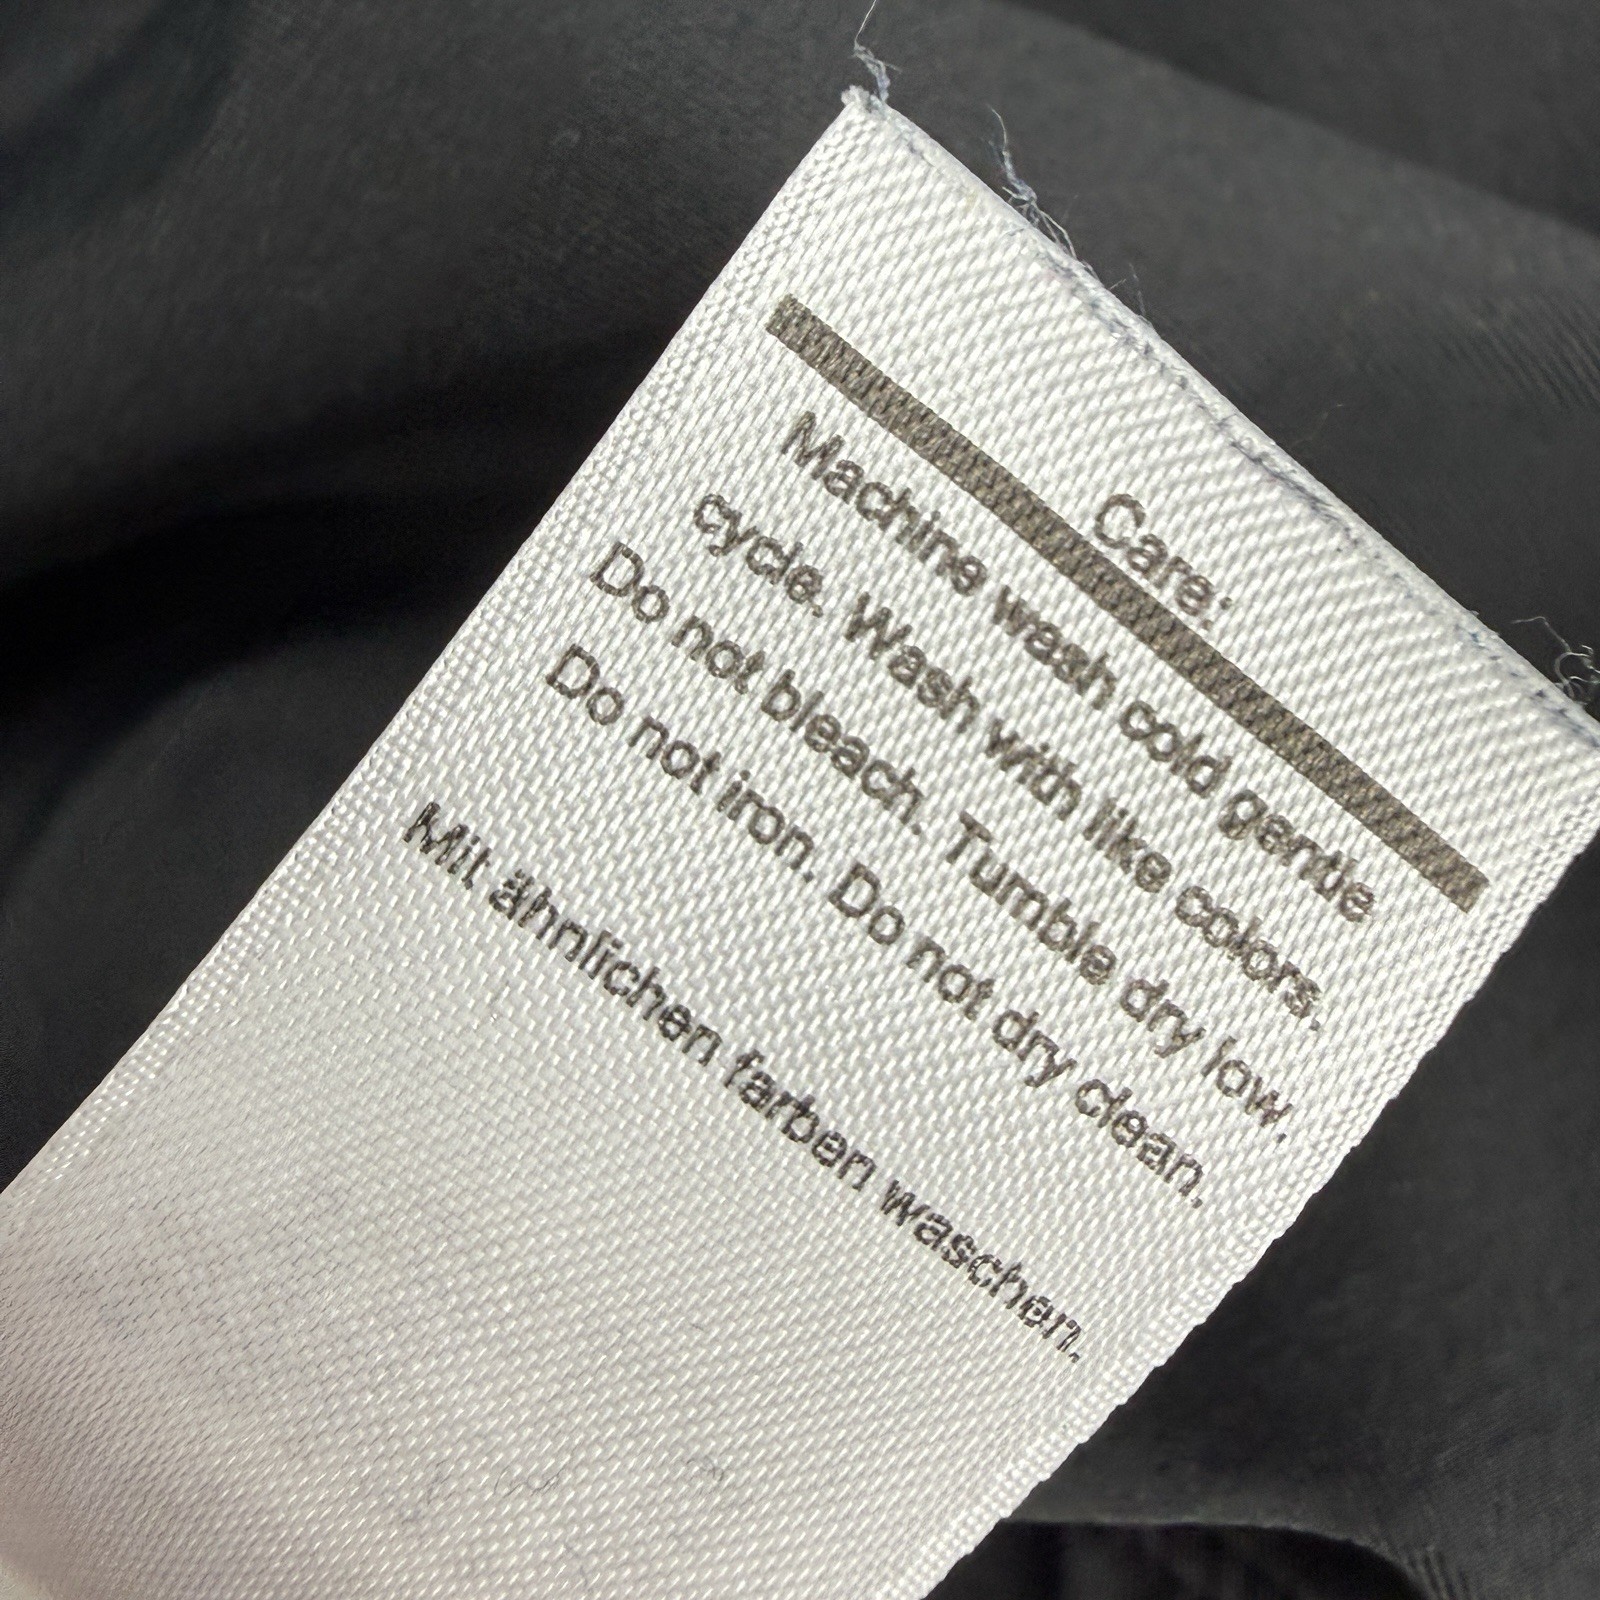 Care:
Machine wash cold gentle
cycle. Wash with like colors.
Do not bleach. Tumble dry low.
Do not iron. Do not dry clean.
Mit ähnlichen farben waschen.